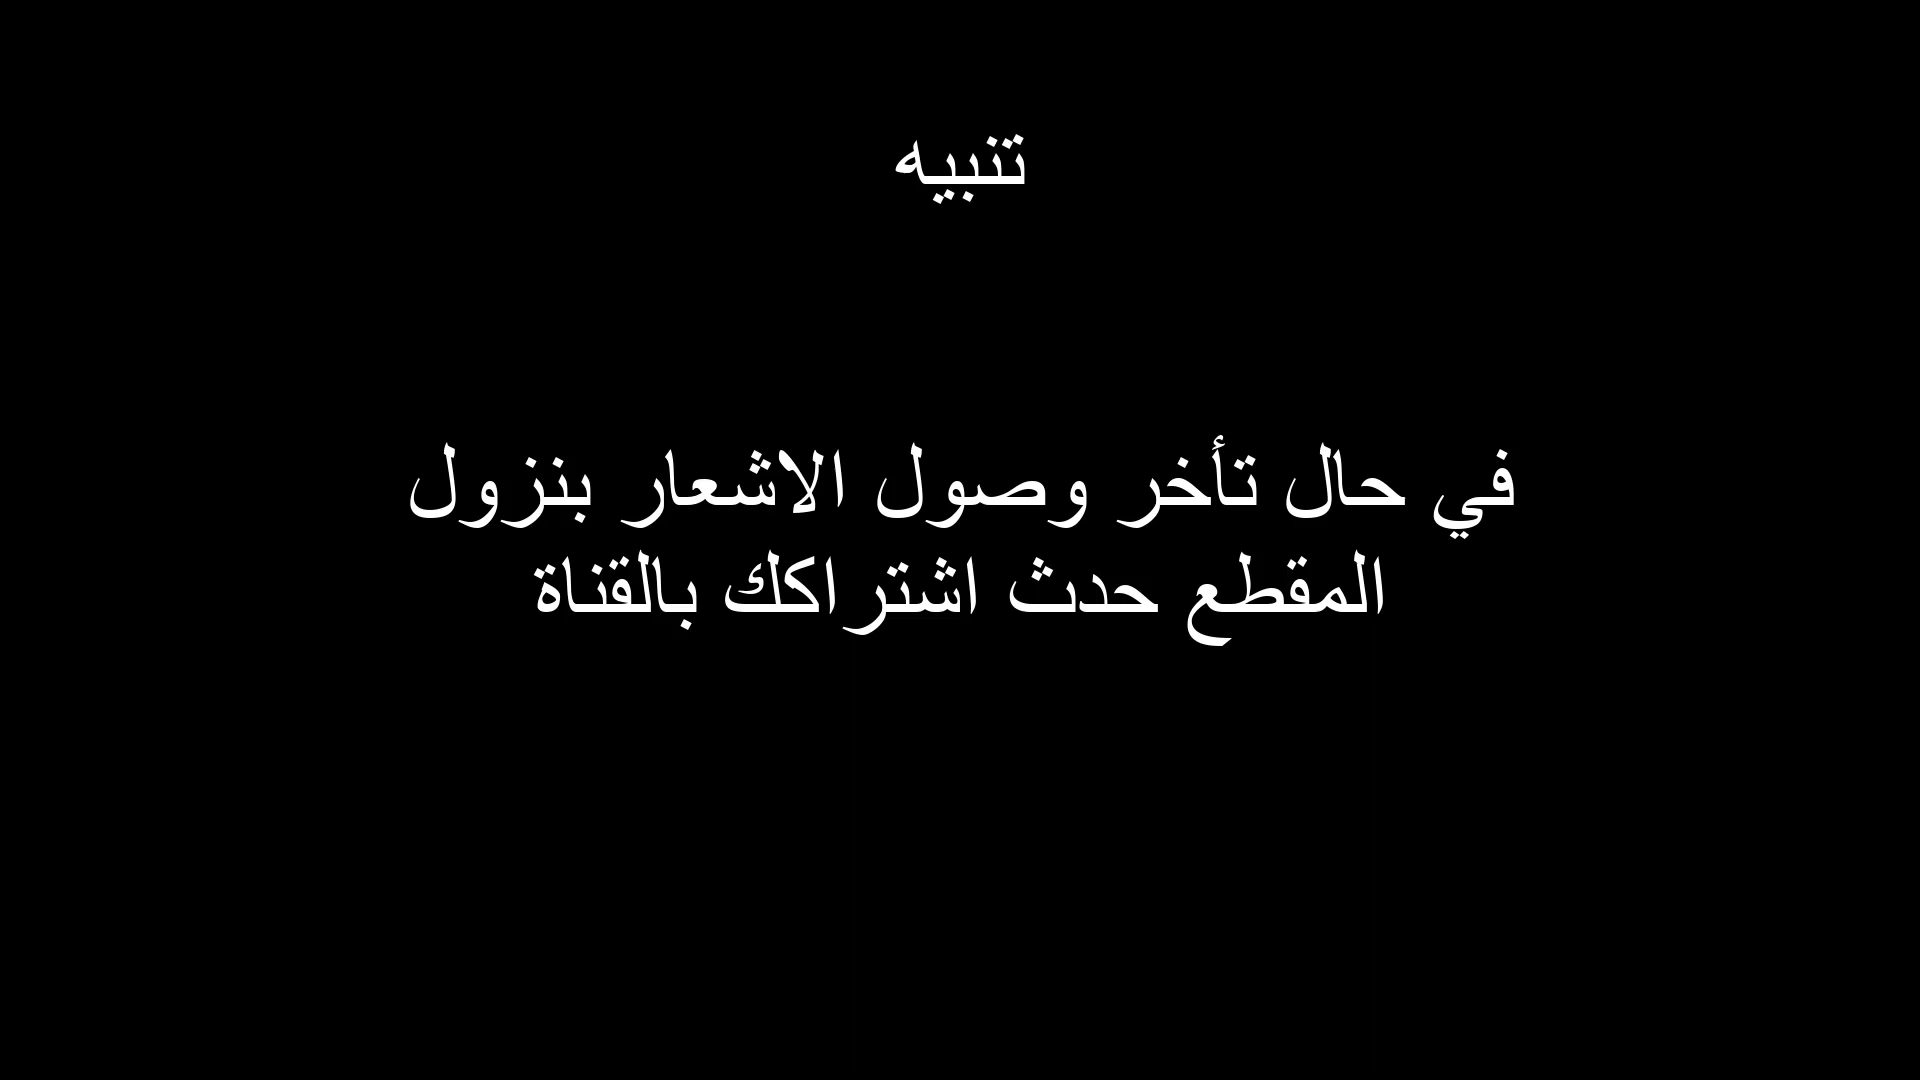 تنبيه
في حال تأخر وصول الاشعار بنزول
المقطع حدث اشتراكك بالقناة